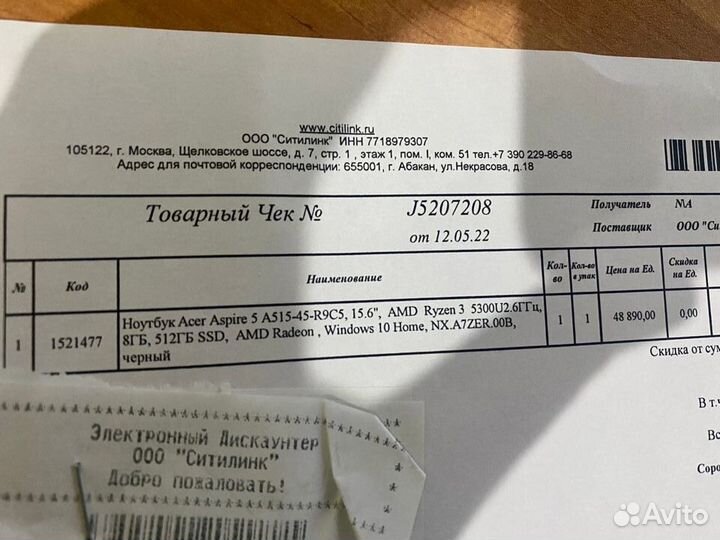 www.citilink.ru
ООО "Ситилинк" ИНН 7718979307
105122, г. Москва, Щелковское шоссе, д. 7, стр. 1 , этаж 1, пом. I, ком. 51 тел.+7 390 229-86-68
Адрес для почтовой корреспонденции: 655001, г. Абакан, ул.Некрасова, д.18
Товарный Чек № J5207208
от 12.05.22
Получатель N\A
Поставщик ООО "Си
№ Код Наименование Кол-во Кол-во в упак Цена на Ед. Скидка на Ед.
1 1521477 Ноутбук Acer Aspire 5 A515-45-R9C5, 15.6", AMD Ryzen 3 5300U2.6ГГц,
8ГБ, 512ГБ SSD, AMD Radeon , Windows 10 Home, NX.A7ZER.00B,
черный 1 1 48 890,00 0,00
Скидка от сум
В т.ч
Вс
Соро
Электронный Дискаунтер
ООО "Ситилинк"
Добро пожаловать!
Avito